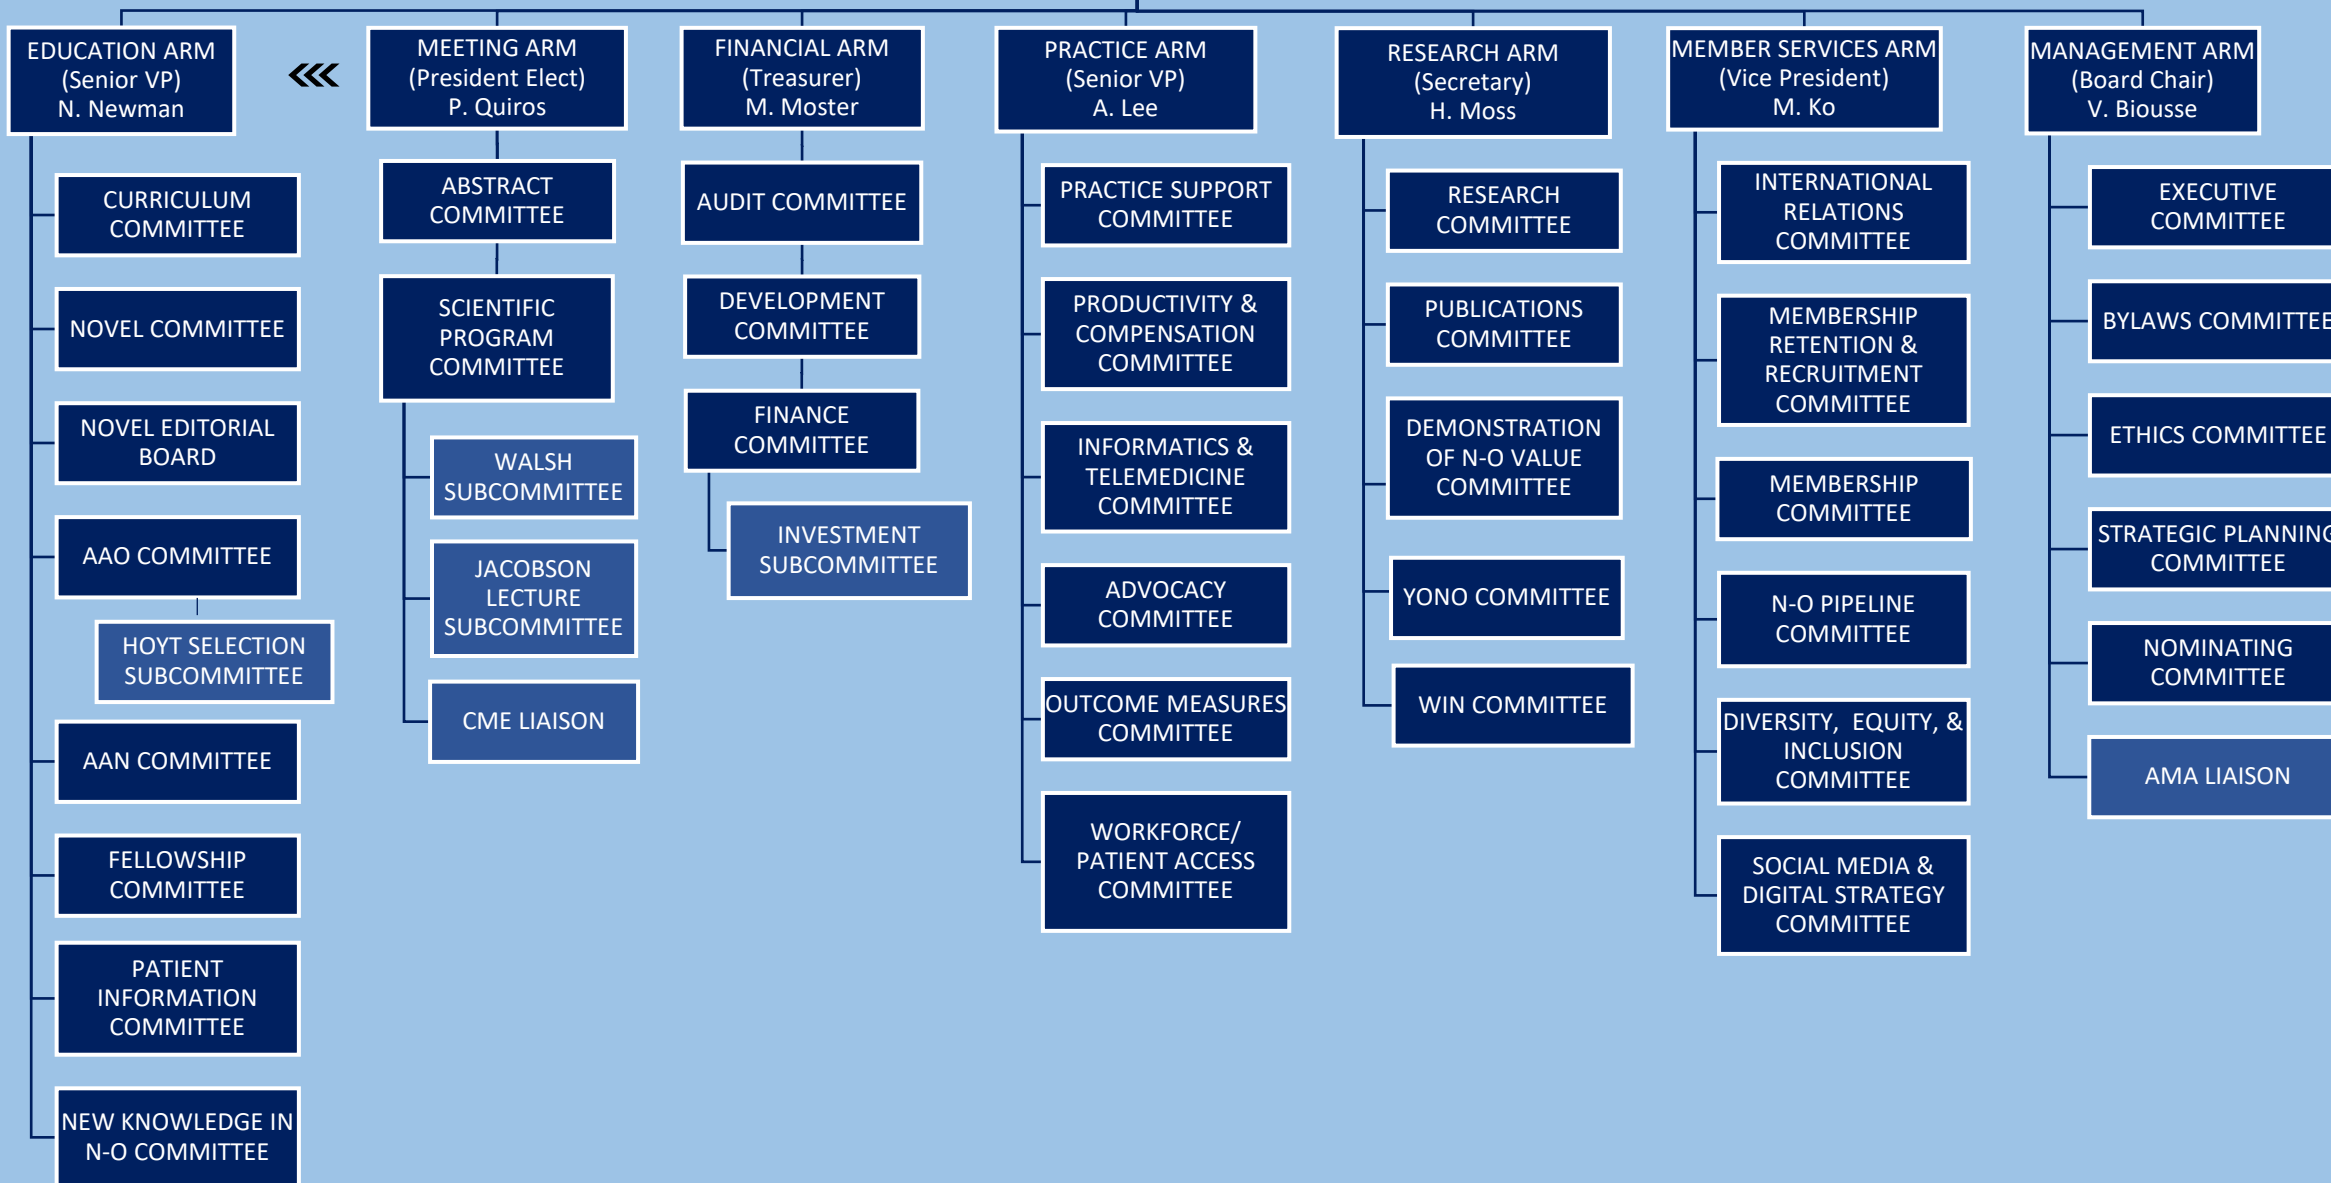 EDUCATION ARM
(Senior VP)
N. Newman
CURRICULUM
COMMITTEE
NOVEL COMMITTEE
NOVEL EDITORIAL
BOARD
AAO COMMITTEE
HOYT SELECTION
SUBCOMMITTEE
AAN COMMITTEE
FELLOWSHIP
COMMITTEE
PATIENT
INFORMATION
COMMITTEE
NEW KNOWLEDGE IN
N-O COMMITTEE
MEETING ARM
(President Elect)
P. Quiros
ABSTRACT
COMMITTEE
SCIENTIFIC
PROGRAM
COMMITTEE
WALSH
SUBCOMMITTEE
JACOBSON
LECTURE
SUBCOMMITTEE
CME LIAISON
FINANCIAL ARM
(Treasurer)
M. Moster
AUDIT COMMITTEE
DEVELOPMENT
COMMITTEE
FINANCE
COMMITTEE
INVESTMENT
SUBCOMMITTEE
PRACTICE ARM
(Senior VP)
A. Lee
PRACTICE SUPPORT
COMMITTEE
PRODUCTIVITY &
COMPENSATION
COMMITTEE
INFORMATICS &
TELEMEDICINE
COMMITTEE
ADVOCACY
COMMITTEE
OUTCOME MEASURES
COMMITTEE
WORKFORCE/
PATIENT ACCESS
COMMITTEE
RESEARCH ARM
(Secretary)
H. Moss
RESEARCH
COMMITTEE
PUBLICATIONS
COMMITTEE
DEMONSTRATION
OF N-O VALUE
COMMITTEE
YONO COMMITTEE
WIN COMMITTEE
MEMBER SERVICES ARM
(Vice President)
M. Ko
INTERNATIONAL
RELATIONS
COMMITTEE
MEMBERSHIP
RETENTION &
RECRUITMENT
COMMITTEE
MEMBERSHIP
COMMITTEE
N-O PIPELINE
COMMITTEE
DIVERSITY, EQUITY, &
INCLUSION
COMMITTEE
SOCIAL MEDIA &
DIGITAL STRATEGY
COMMITTEE
MANAGEMENT ARM
(Board Chair)
V. Biousse
EXECUTIVE
COMMITTEE
BYLAWS COMMITTEE
ETHICS COMMITTEE
STRATEGIC PLANNING
COMMITTEE
NOMINATING
COMMITTEE
AMA LIAISON